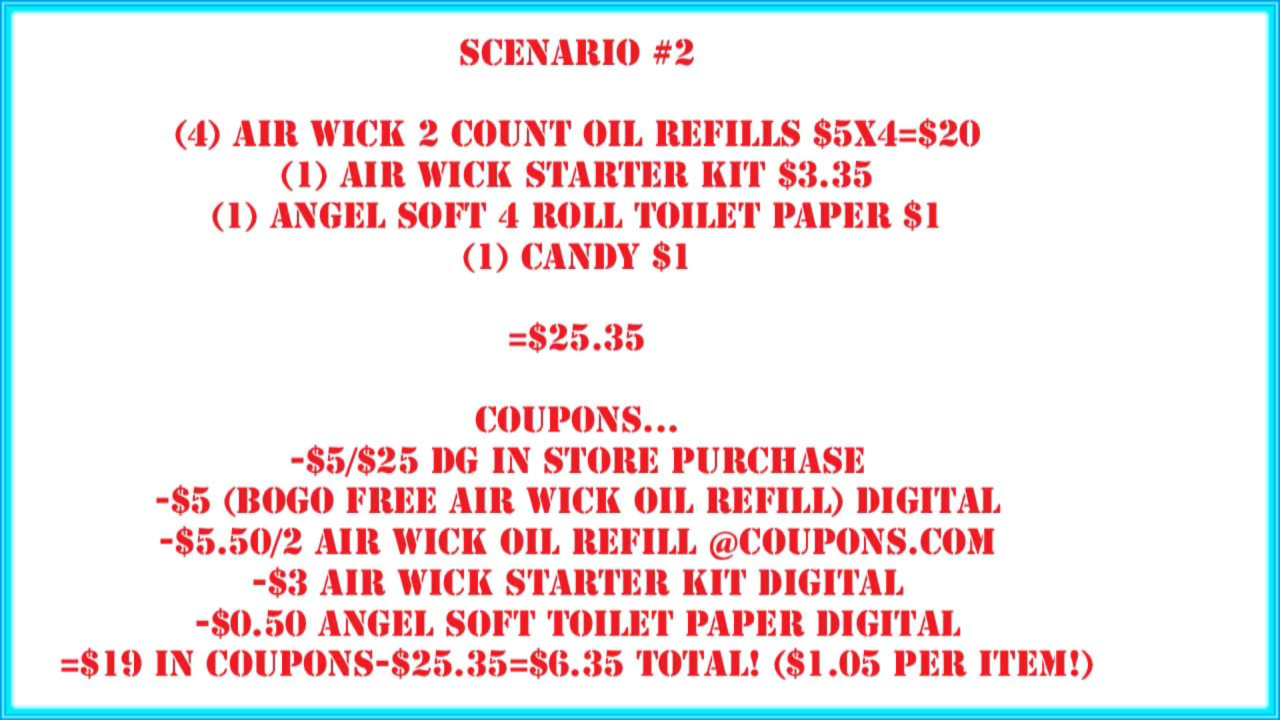 SCENARIO #2
(4) AIR WICK 2 COUNT OIL REFILLS $5X4=$20
(1) AIR WICK STARTER KIT $3.35
(1) ANGEL SOFT 4 ROLL TOILET PAPER $1
(1) CANDY $1
=$25.35
COUPONS...
-$5/$25 DG IN STORE PURCHASE
-$5 (BOGO FREE AIR WICK OIL REFILL) DIGITAL
-$5.50/2 AIR WICK OIL REFILL @COUPONS.COM
-$3 AIR WICK STARTER KIT DIGITAL
-$0.50 ANGEL SOFT TOILET PAPER DIGITAL
=$19 IN COUPONS-$25.35=$6.35 TOTAL! ($1.05 PER ITEM!)